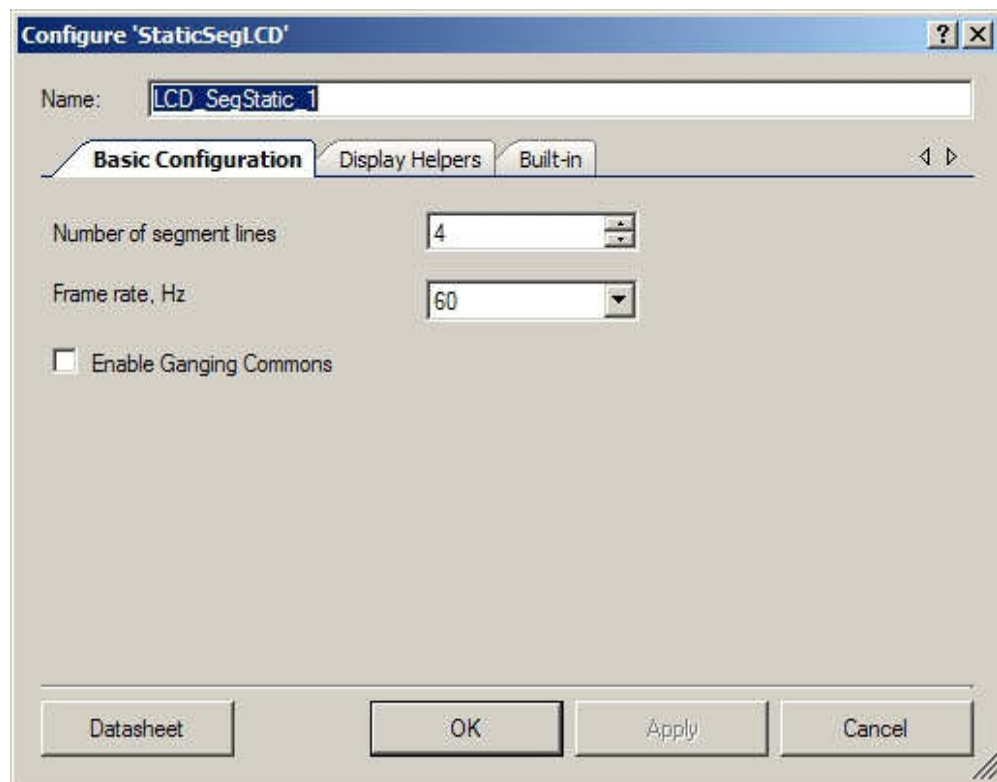 Configure 'StaticSegLCD'
Name: LCD_SegStatic_1
Basic Configuration Display Helpers Built-in
Number of segment lines 4
Frame rate, Hz 60
Enable Ganging Commons
Datasheet OK Apply Cancel